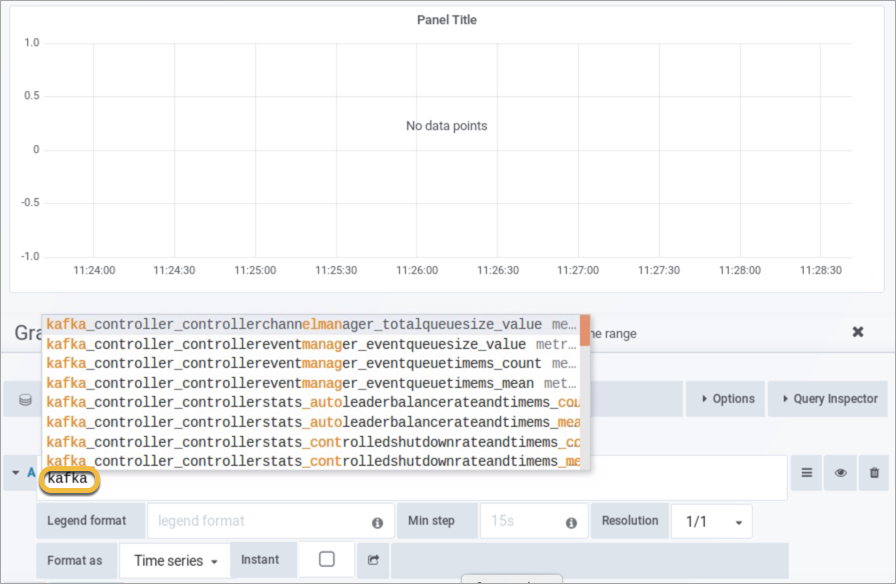 Panel Title
1.0
0.5
No data points
0
-0.5
-1.0
11:24:00 11:24:30 11:25:00 11:25:30 11:26:00 11:26:30 11:27:00 11:27:30 11:28:00 11:28:30
kafka_controller_controllerchannelmanager_totalqueuesize_value me…
Gra
ne range
kafka_controller_controllereventmanager_eventqueuesize_value metr…
kafka_controller_controllereventmanager_eventqueuetimems_count me…
kafka_controller_controllereventmanager_eventqueuetimems_mean met…
kafka_controller_controllerstats_autoleaderbalancerateandtimems_cou
Options Query Inspector
kafka_controller_controllerstats_autoleaderbalancerateandtimems_mea
kafka_controller_controllerstats_controlledshutdownrateandtimems_co
kafka_controller_controllerstats_controlledshutdownrateandtimems_me
A kafka
Legend format legend format Min step 15s Resolution 1/1
Format as Time series Instant